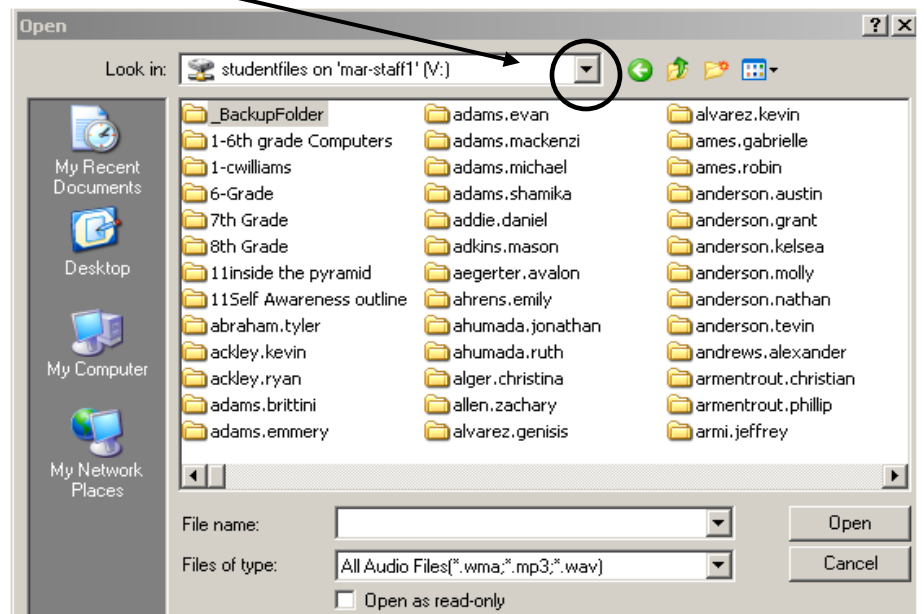 Open
Look in: studentfiles on 'mar-staff1' (V:)
My Recent Documents
Desktop
My Computer
My Network Places
_BackupFolder
1-6th grade Computers
1-cwilliams
6-Grade
7th Grade
8th Grade
11inside the pyramid
11Self Awareness outline
abraham.tyler
ackley.kevin
ackley.ryan
adams.brittini
adams.emmery
adams.evan
adams.mackenzi
adams.michael
adams.shamika
addie.daniel
adkins.mason
aegerter.avalon
ahrens.emily
ahumada.jonathan
ahumada.ruth
alger.christina
allen.zachary
alvarez.genisis
alvarez.kevin
ames.gabrielle
ames.robin
anderson.austin
anderson.grant
anderson.kelsea
anderson.molly
anderson.nathan
anderson.tevin
andrews.alexander
armentrout.christian
armentrout.phillip
armi.jeffrey
File name:
Open
Files of type: All Audio Files(*.wma;*.mp3;*.wav)
Cancel
Open as read-only